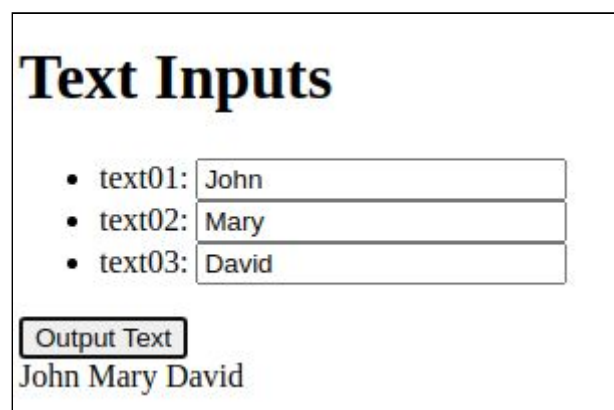 Text Inputs
text01: John
text02: Mary
text03: David
Output Text
John Mary David